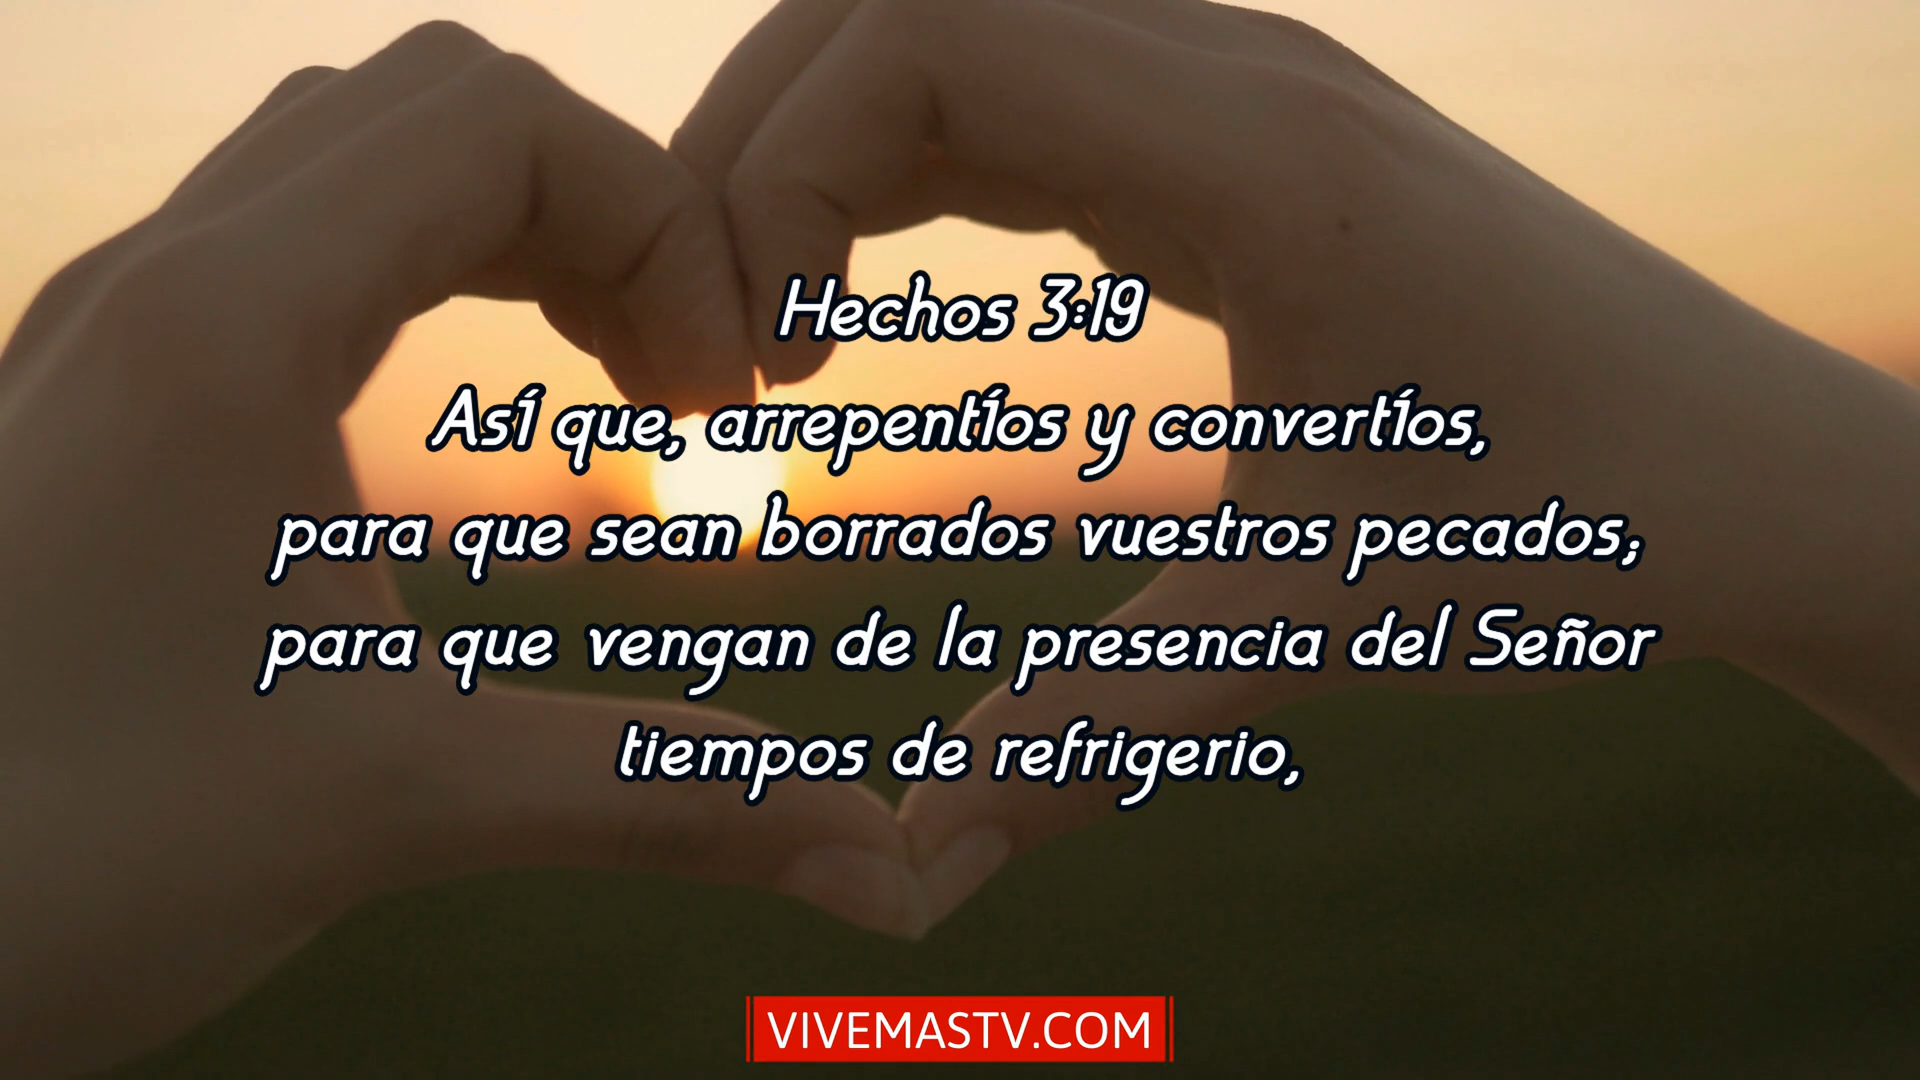 Hechos 3:19
Así que, arrepentíos y convertíos,
para que sean borrados vuestros pecados;
para que vengan de la presencia del Señor
tiempos de refrigerio,
VIVEMASTV.COM